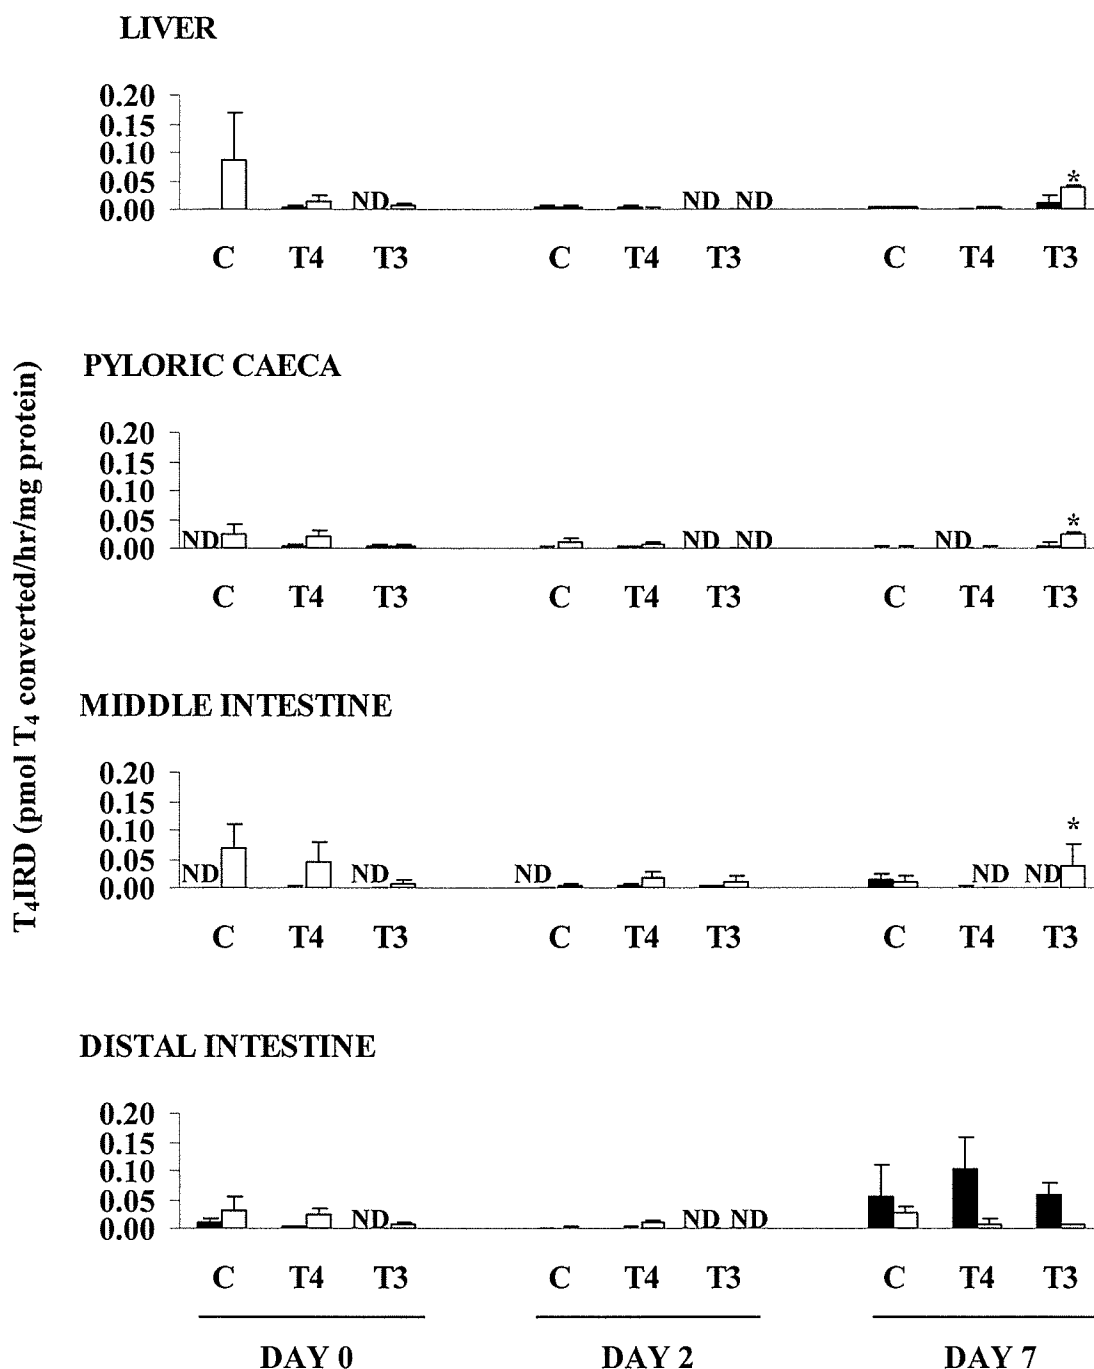 LIVER
0.20
0.15
0.10
0.05
0.00
ND
ND ND
*
C T4 T3 C T4 T3 C T4 T3
PYLORIC CAECA
0.20
0.15
0.10
0.05
0.00
ND
ND ND
ND
*
C T4 T3 C T4 T3 C T4 T3
MIDDLE INTESTINE
0.20
0.15
0.10
0.05
0.00
ND
ND
ND
ND
ND
*
C T4 T3 C T4 T3 C T4 T3
DISTAL INTESTINE
0.20
0.15
0.10
0.05
0.00
ND
ND ND
C T4 T3 C T4 T3 C T4 T3
DAY 0 DAY 2 DAY 7
T₄IRD (pmol T₄ converted/hr/mg protein)